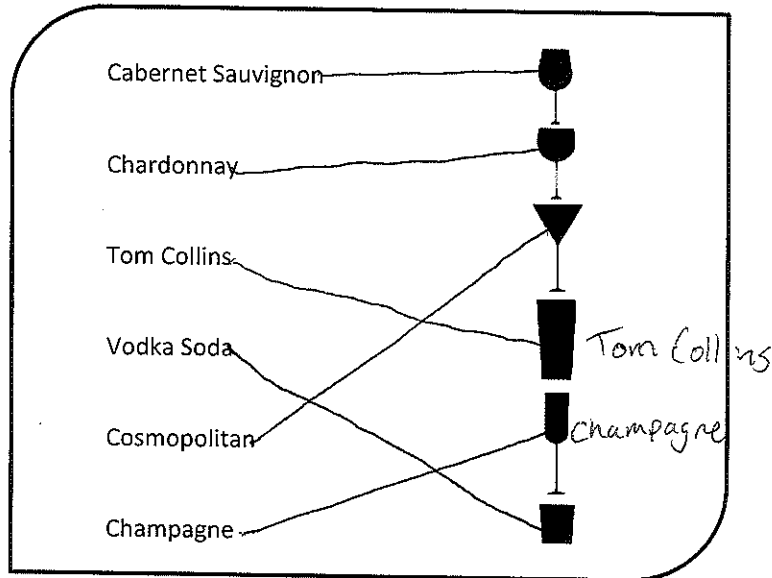 Cabernet Sauvignon
Chardonnay
Tom Collins
Vodka Soda
Tom Collins
Cosmopolitan
Champagne
Champagne